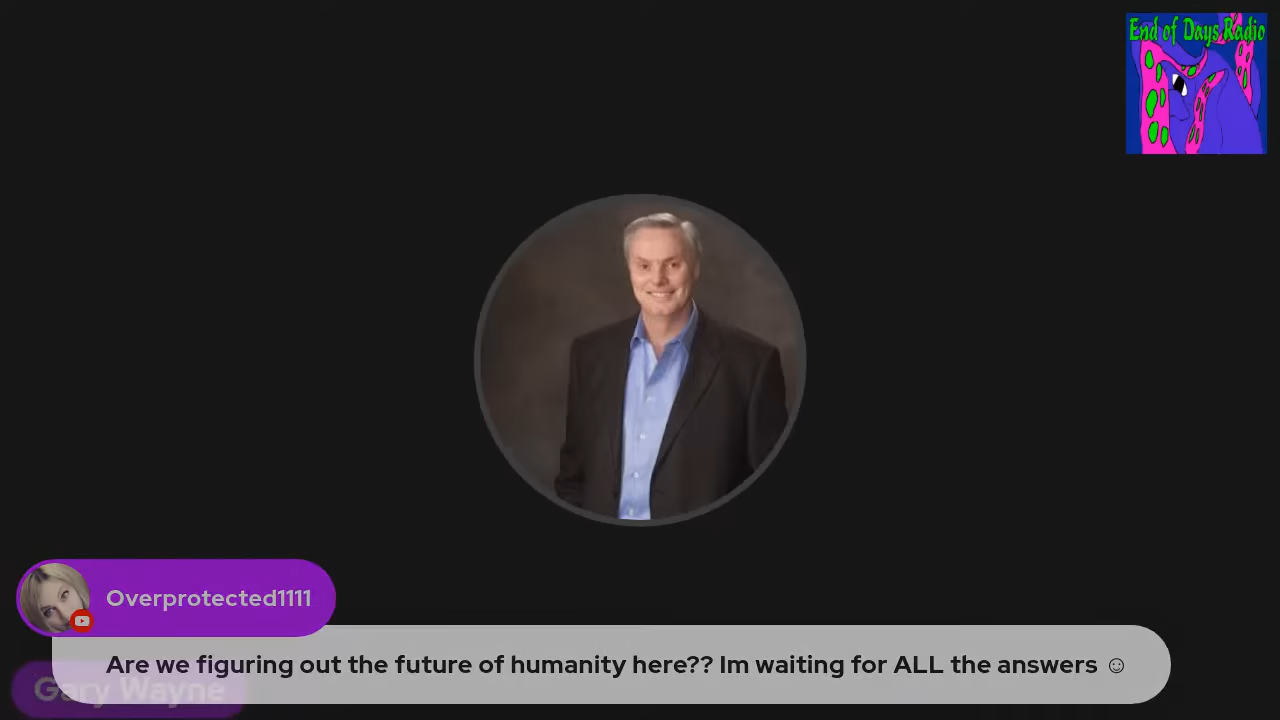 End of Days Radio
Overprotected1111
Are we figuring out the future of humanity here?? Im waiting for ALL the answers ☺
Gary Wayne